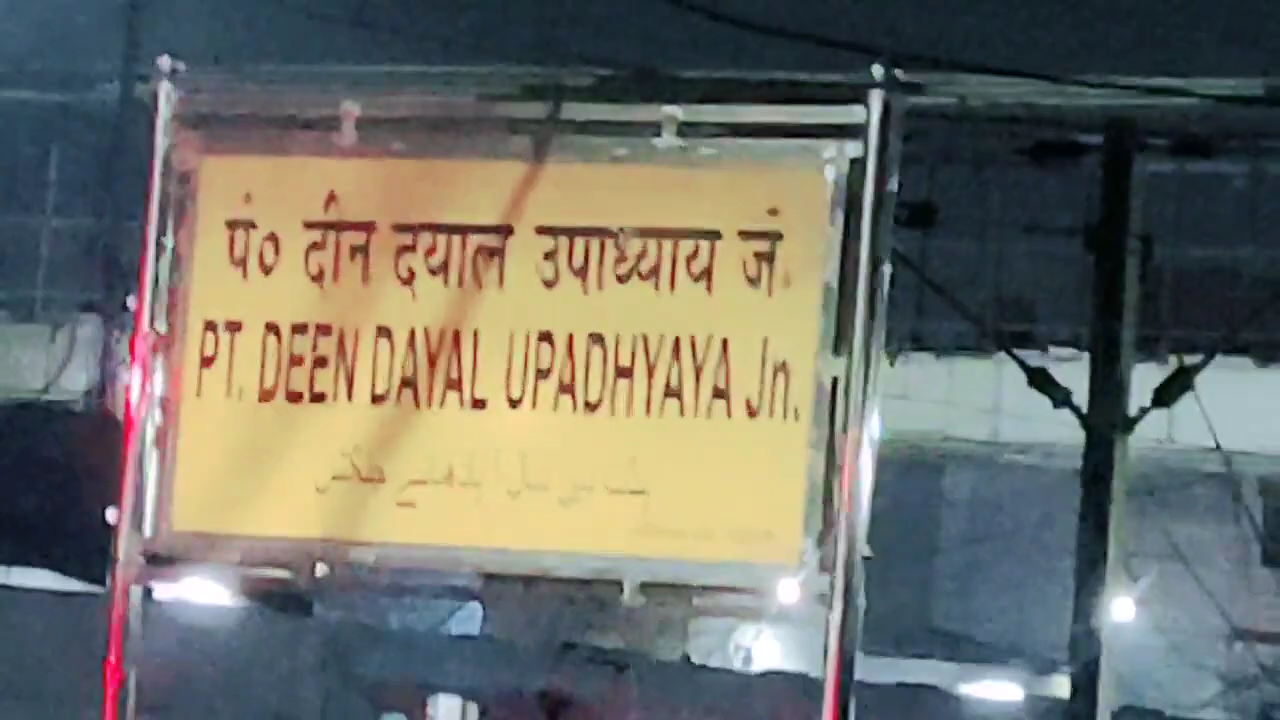 पं० दीन दयाल उपाध्याय जं.
PT. DEEN DAYAL UPADHYAYA Jn.